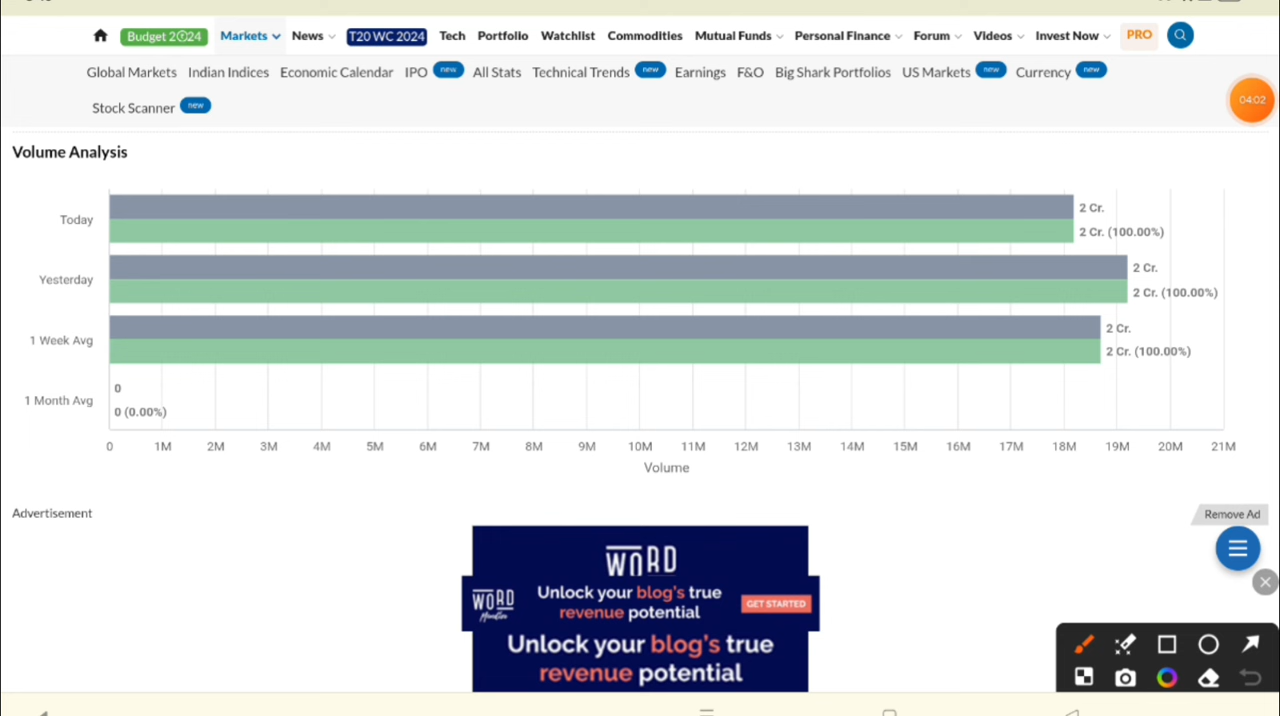 Budget 2024 Markets News T20 WC 2024 Tech Portfolio Watchlist Commodities Mutual Funds Personal Finance Forum Videos Invest Now PRO
Global Markets Indian Indices Economic Calendar IPO new All Stats Technical Trends new Earnings F&O Big Shark Portfolios US Markets new Currency new
04:02
Stock Scanner new
Volume Analysis
Today
2 Cr.
2 Cr. (100.00%)
Yesterday
2 Cr.
2 Cr. (100.00%)
1 Week Avg
2 Cr.
2 Cr. (100.00%)
1 Month Avg
0
0 (0.00%)
0 1M 2M 3M 4M 5M 6M 7M 8M 9M 10M 11M 12M 13M 14M 15M 16M 17M 18M 19M 20M 21M
Volume
Advertisement
Remove Ad
WORD
WORD
Unlock your blog's true
revenue potential
GET STARTED
Unlock your blog's true
revenue potential